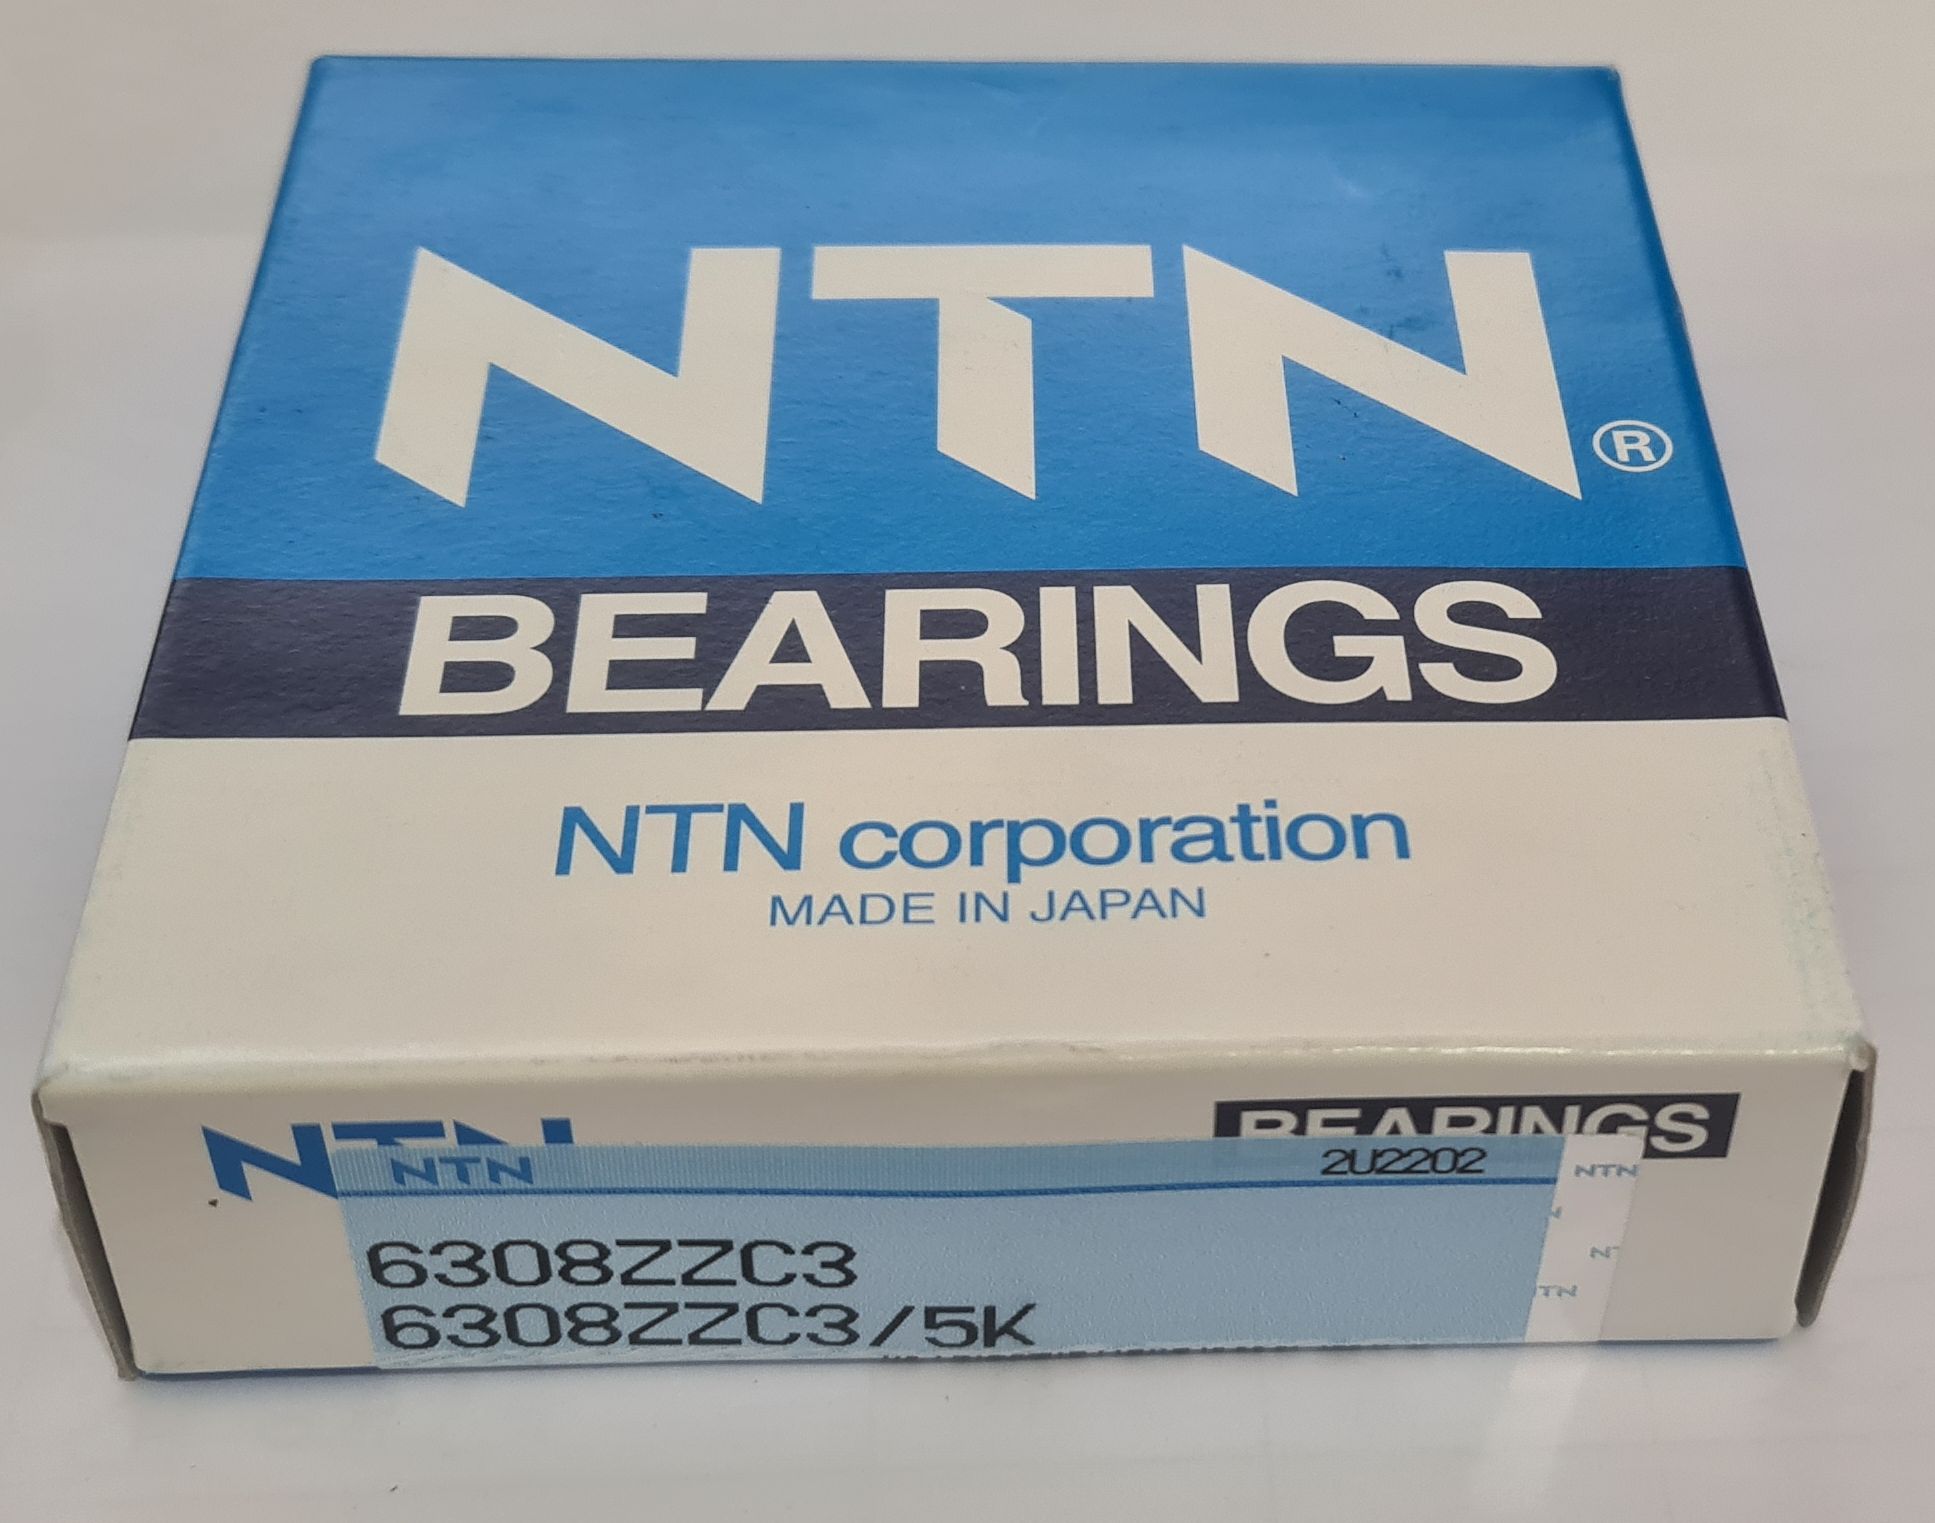 NTN®
BEARINGS
NTN corporation
MADE IN JAPAN
NTN
BEARINGS
NTN
2U2202
NTN
6308ZZC3
6308ZZC3/5K